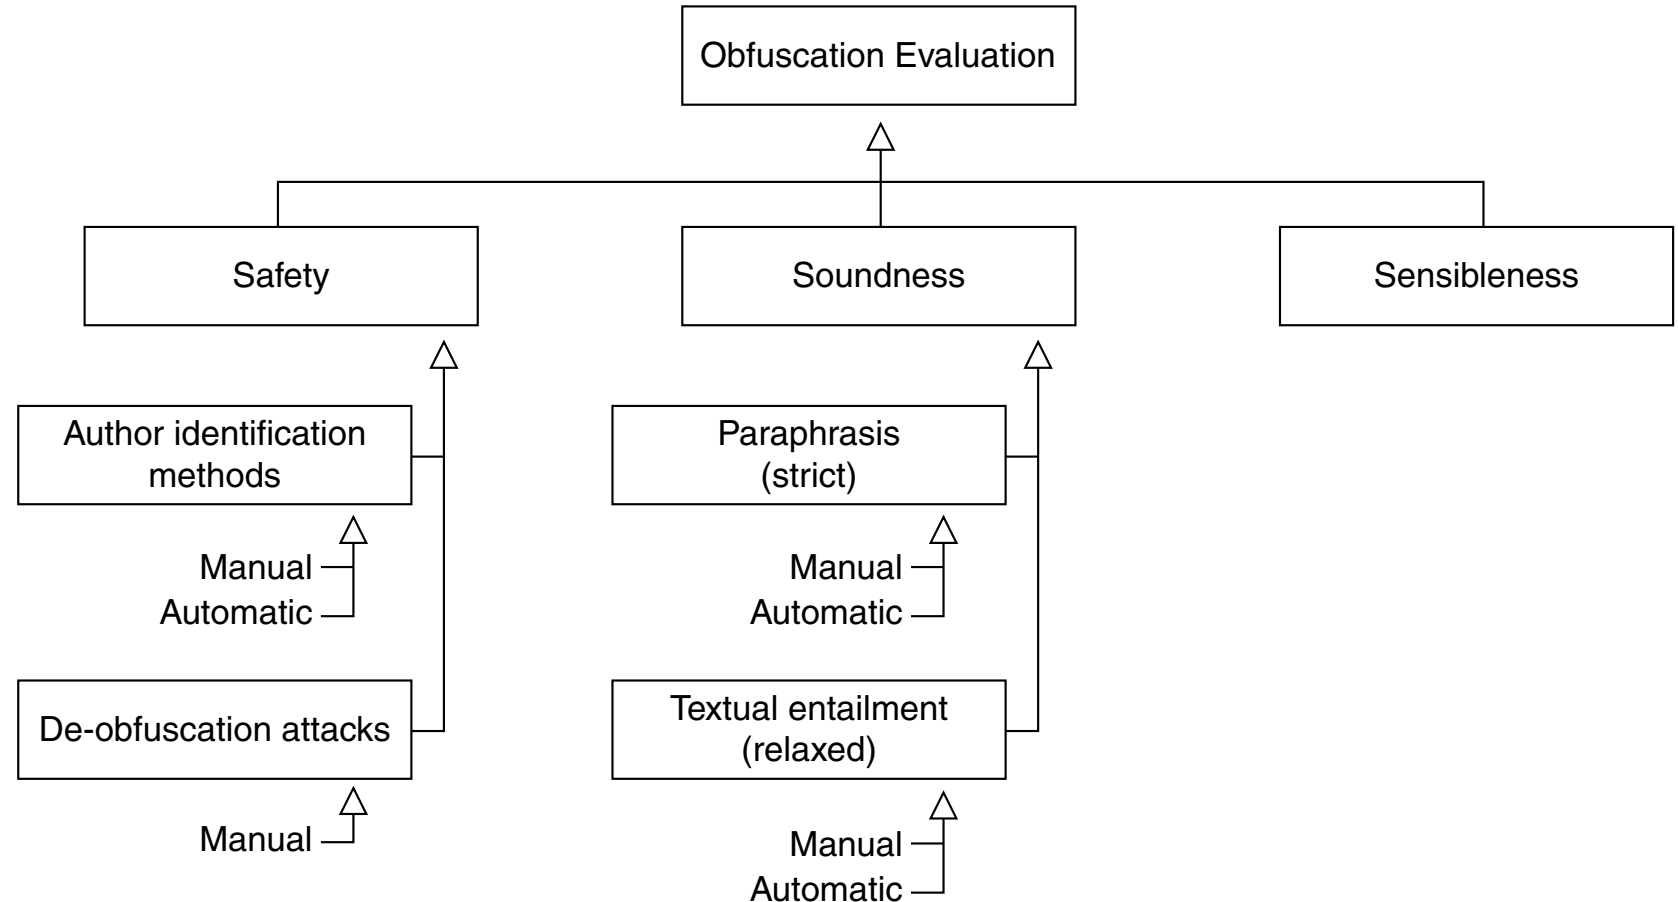 Obfuscation Evaluation
Safety
Soundness
Sensibleness
Author identification
methods
Manual
Automatic
De-obfuscation attacks
Manual
Paraphrasis
(strict)
Manual
Automatic
Textual entailment
(relaxed)
Manual
Automatic